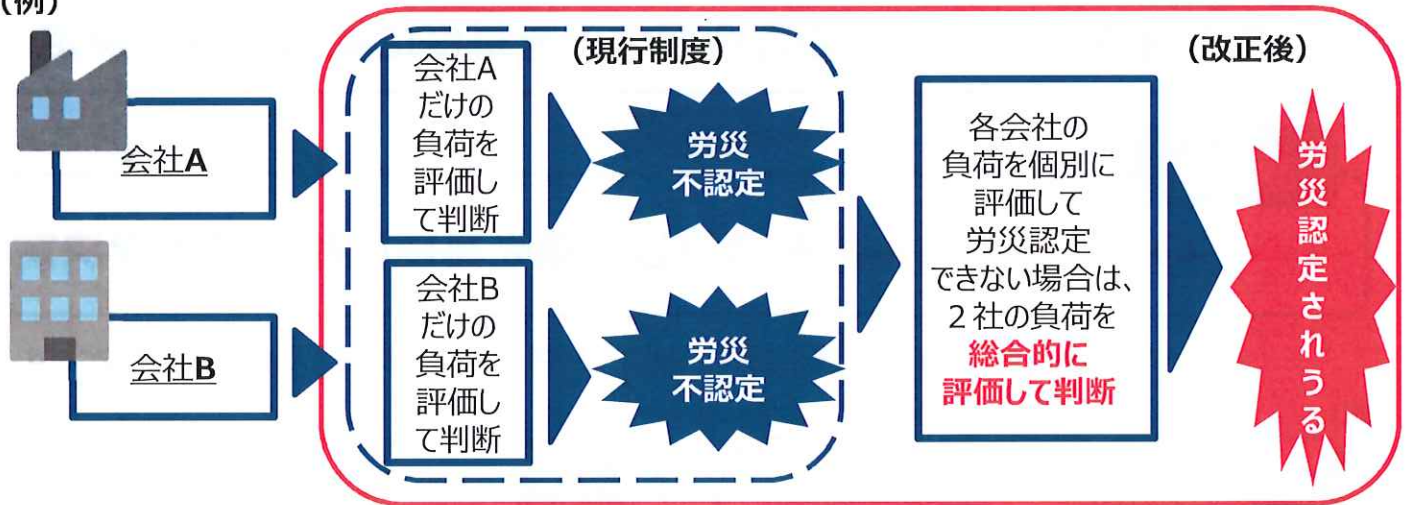 (例)
(現行制度)
(改正後)
会社A
会社A
だけの
負荷を
評価し
て判断
労災
不認定
会社B
会社B
だけの
負荷を
評価し
て判断
労災
不認定
各会社の
負荷を個別に
評価して
労災認定
できない場合は、
2社の負荷を
総合的に
評価して判断
労災認定されうる